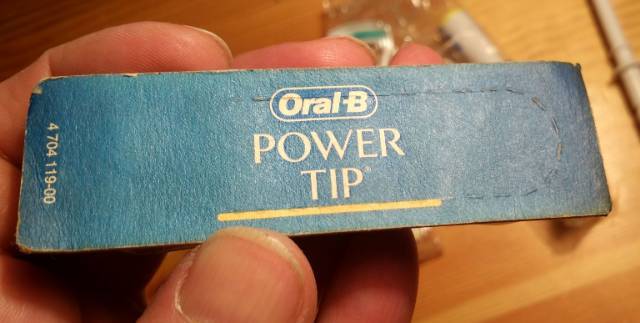 Oral-B
POWER
TIP®
4 704 119-00